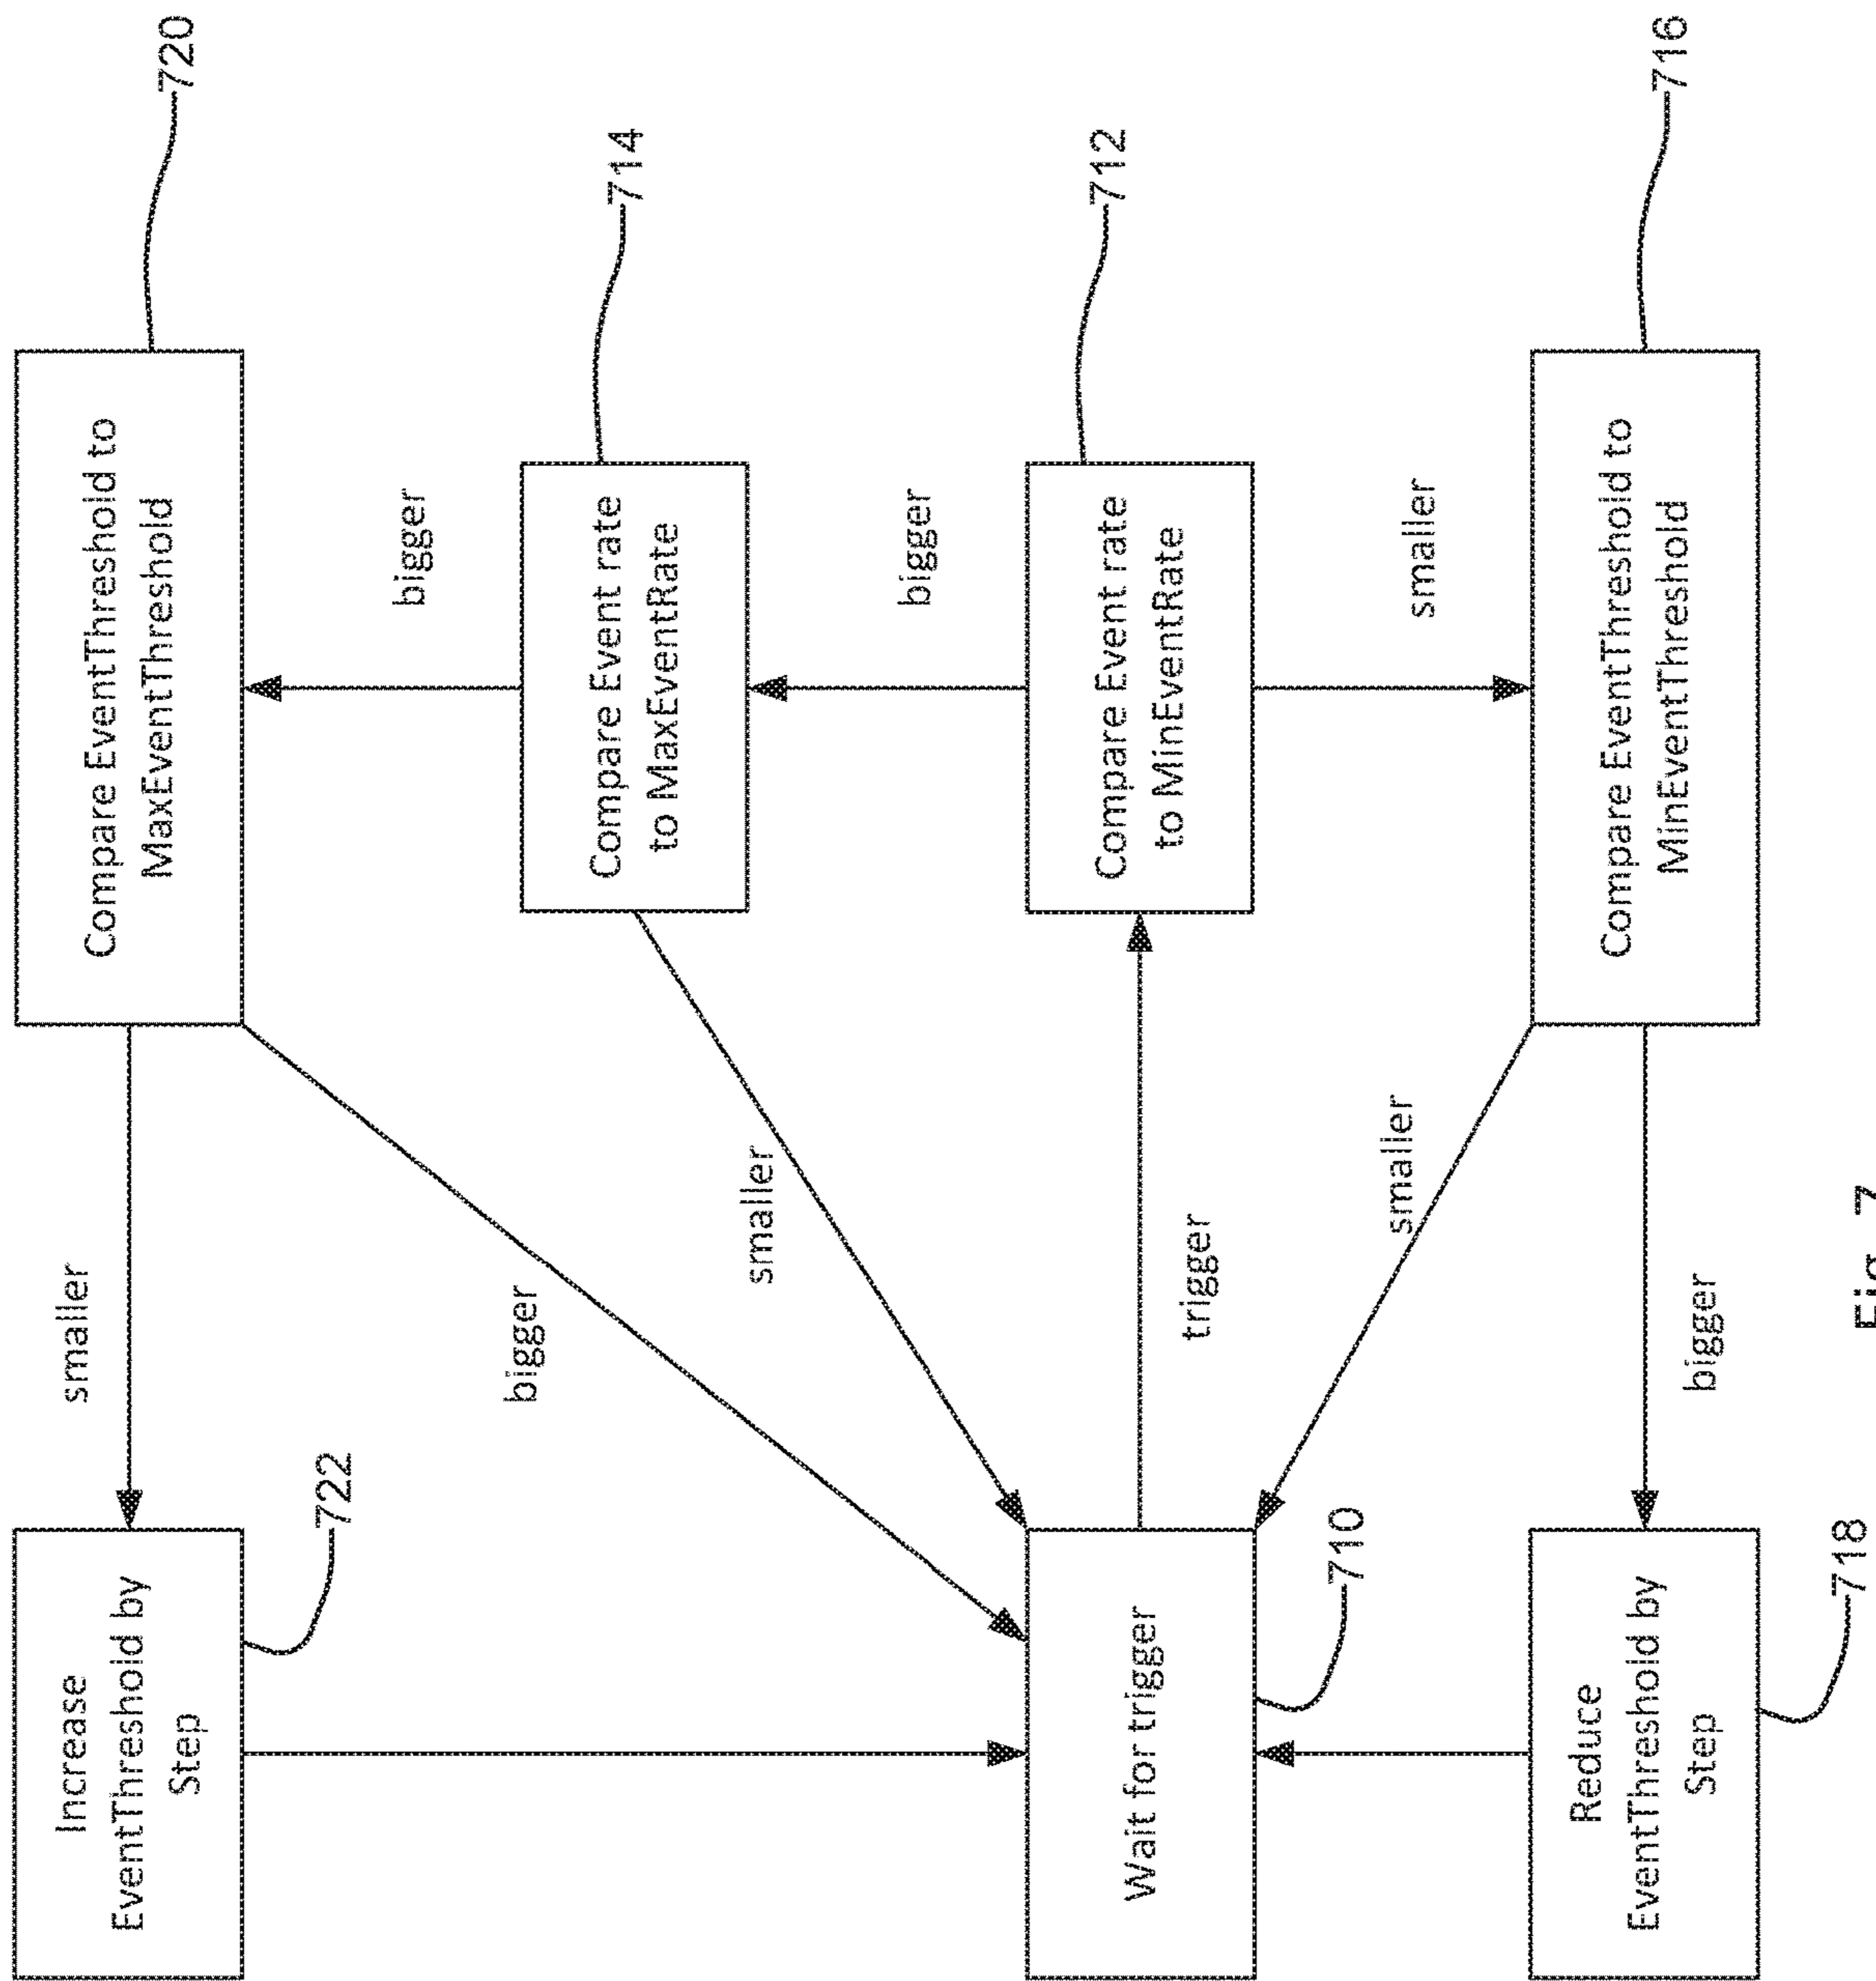 Increase
EventThreshold by
Step
722
smaller
Compare EventThreshold to
MaxEventThreshold
720
bigger
bigger
Compare Event rate
to MaxEventRate
714
smaller
bigger
Wait for trigger
710
trigger
Compare Event rate
to MinEventRate
712
smaller
smaller
Reduce
EventThreshold by
Step
718
bigger
Compare EventThreshold to
MinEventThreshold
716
Fig. 7